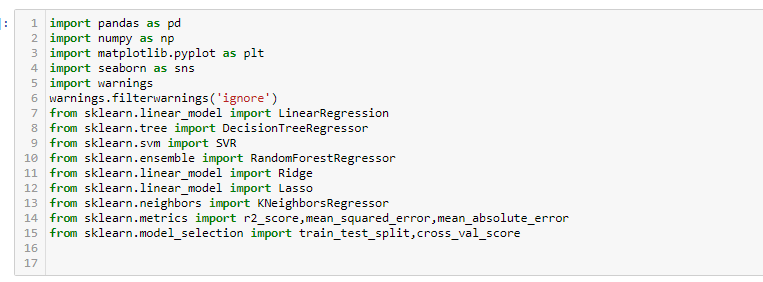 :
1 import pandas as pd
2 import numpy as np
3 import matplotlib.pyplot as plt
4 import seaborn as sns
5 import warnings
6 warnings.filterwarnings('ignore')
7 from sklearn.linear_model import LinearRegression
8 from sklearn.tree import DecisionTreeRegressor
9 from sklearn.svm import SVR
10 from sklearn.ensemble import RandomForestRegressor
11 from sklearn.linear_model import Ridge
12 from sklearn.linear_model import Lasso
13 from sklearn.neighbors import KNeighborsRegressor
14 from sklearn.metrics import r2_score,mean_squared_error,mean_absolute_error
15 from sklearn.model_selection import train_test_split,cross_val_score
16
17